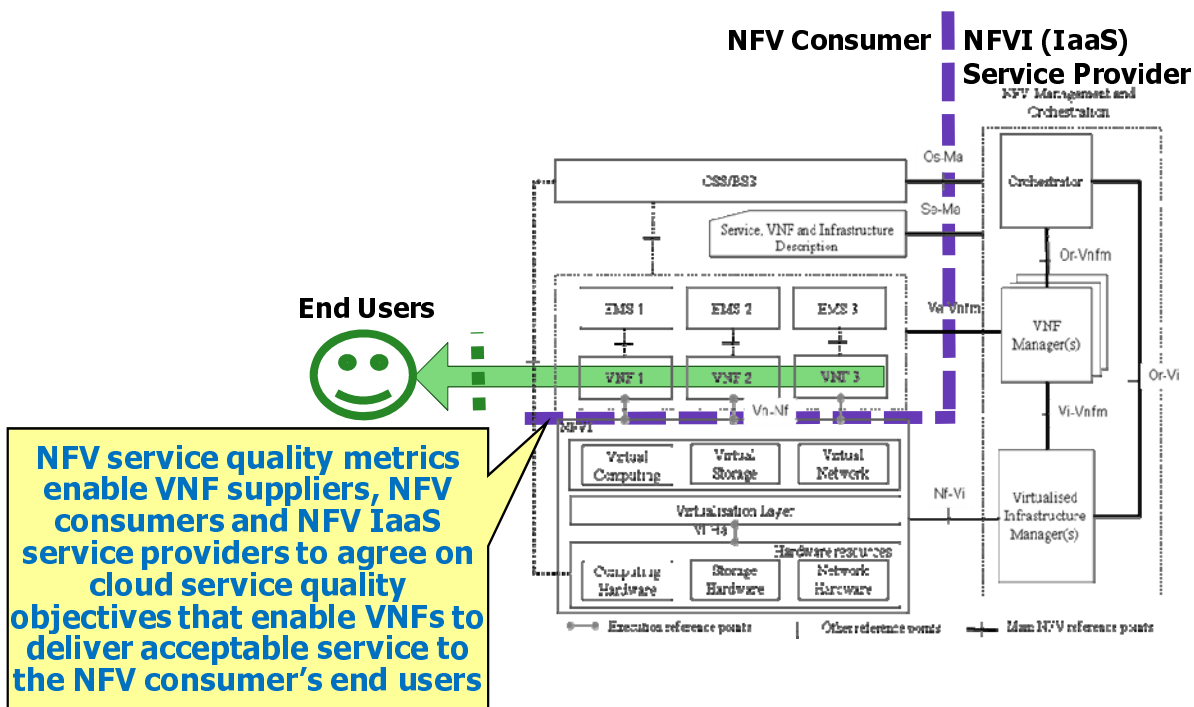 NFV Consumer
NFVI (IaaS)
Service Provider
NFV Management and
Orchestration
Os-Ma
OSS/BSS
Orchestrator
Se-Ma
Service, VNF and Infrastructure
Description
Or-Vnfm
End Users
EMS 1
EMS 2
EMS 3
Ve-Vnfm
VNF
Manager(s)
VNF 1
VNF 2
VNF 3
Or-Vi
Vn-Nf
Vi-Vnfm
NFVI
NFV service quality metrics
enable VNF suppliers, NFV
consumers and NFV IaaS
service providers to agree on
cloud service quality
objectives that enable VNFs to
deliver acceptable service to
the NFV consumer’s end users
Virtual
Computing
Virtual
Storage
Virtual
Network
Nf-Vi
Virtualised
Infrastructure
Manager(s)
Virtualisation Layer
Vl-Ha
Hardware resources
Computing
Hardware
Storage
Hardware
Network
Hardware
Execution reference points
Other reference points
Main NFV reference points